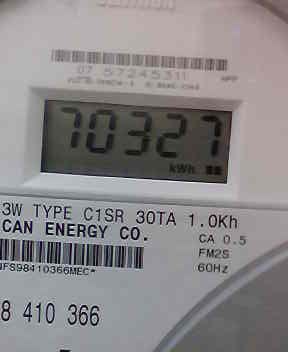 07 57245311
70327
kWh
3W TYPE C1SR 30TA 1.0Kh
CAN ENERGY CO.
CA 0.5
FM2S
60Hz
NFS98410366MEC*
8 410 366